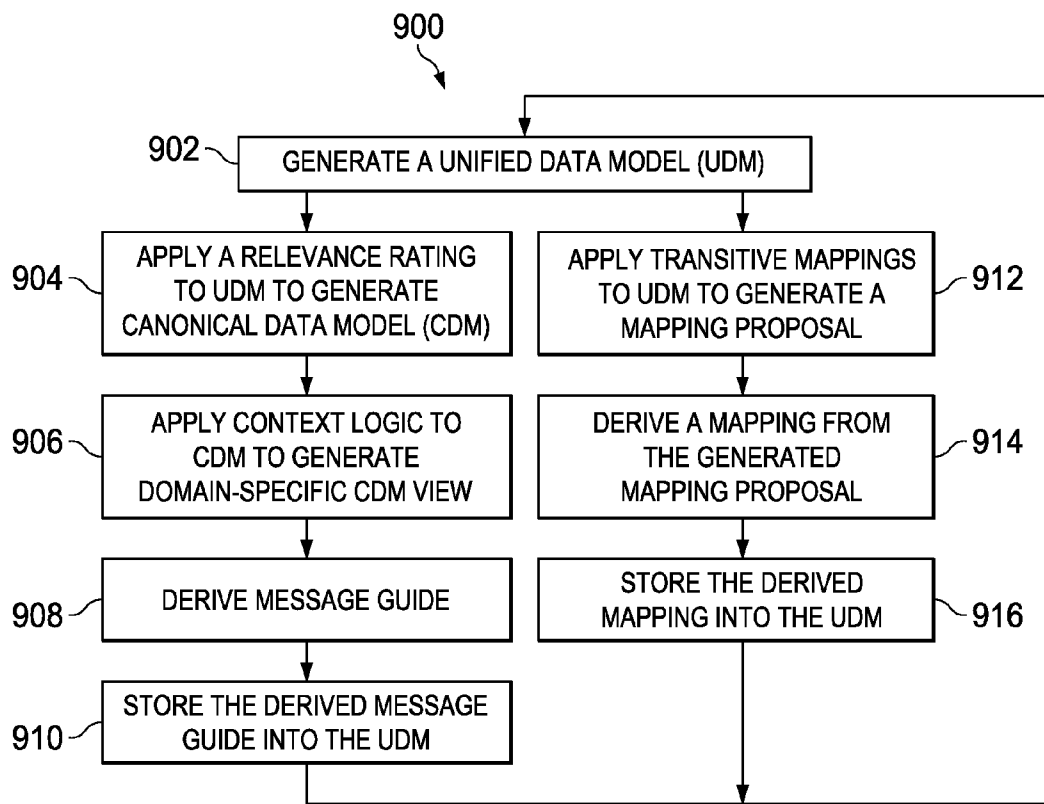 900
902
GENERATE A UNIFIED DATA MODEL (UDM)
904
APPLY A RELEVANCE RATING
TO UDM TO GENERATE
CANONICAL DATA MODEL (CDM)
906
APPLY CONTEXT LOGIC TO
CDM TO GENERATE
DOMAIN-SPECIFIC CDM VIEW
908
DERIVE MESSAGE GUIDE
910
STORE THE DERIVED MESSAGE
GUIDE INTO THE UDM
APPLY TRANSITIVE MAPPINGS
TO UDM TO GENERATE A
MAPPING PROPOSAL
912
DERIVE A MAPPING FROM
THE GENERATED
MAPPING PROPOSAL
914
STORE THE DERIVED
MAPPING INTO THE UDM
916